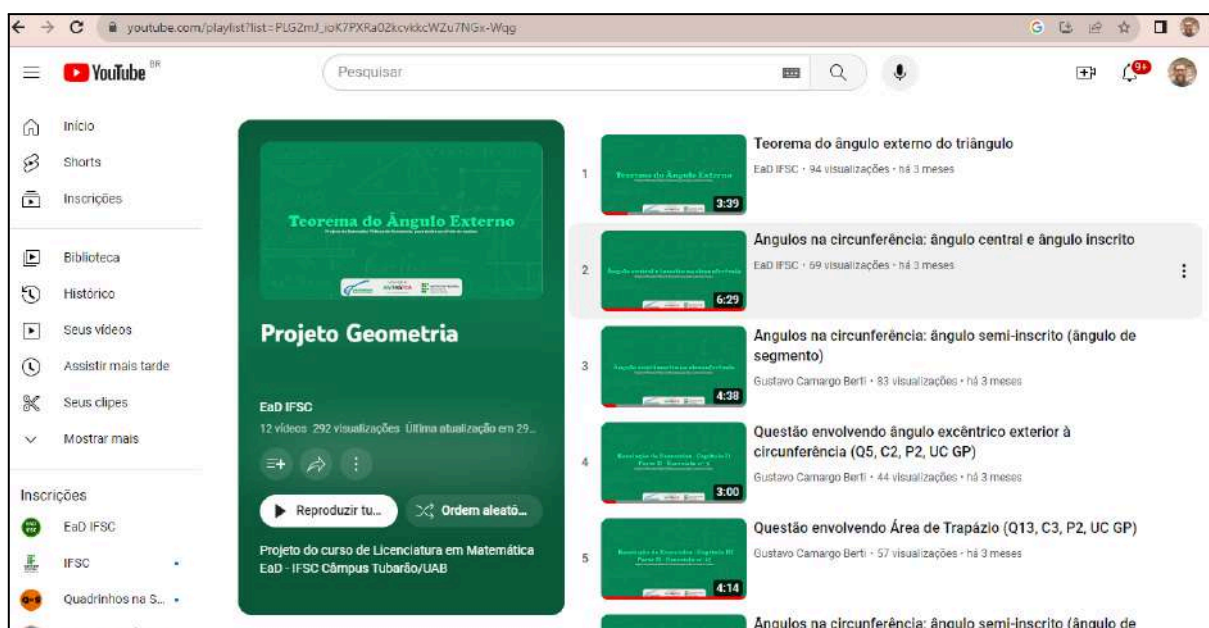 youtube.com/playlist?list=PLG2mJ_ioK7PXRa02kcvkkcWZu7NGx-Wqg
YouTube BR
Pesquisar
9+
Início
Shorts
Inscrições
Biblioteca
Histórico
Seus vídeos
Assistir mais tarde
Seus clipes
Mostrar mais
Inscrições
EaD IFSC
IFSC
Quadrinhos na S...
Teorema do Ângulo Externo
Projeto Geometria
EaD IFSC
12 vídeos 292 visualizações Última atualização em 29...
Reproduzir tu...
Ordem aleató...
Projeto do curso de Licenciatura em Matemática
EaD - IFSC Câmpus Tubarão/UAB
1
Teorema do Ângulo Externo
3:39
Teorema do ângulo externo do triângulo
EaD IFSC • 94 visualizações • há 3 meses
2
6:29
Ângulos na circunferência: ângulo central e ângulo inscrito
EaD IFSC • 69 visualizações • há 3 meses
3
4:38
Ângulos na circunferência: ângulo semi-inscrito (ângulo de
segmento)
Gustavo Camargo Berti • 83 visualizações • há 3 meses
4
3:00
Questão envolvendo ângulo excêntrico exterior à
circunferência (Q5, C2, P2, UC GP)
Gustavo Camargo Berti • 44 visualizações • há 3 meses
5
4:14
Questão envolvendo Área de Trapázio (Q13, C3, P2, UC GP)
Gustavo Camargo Berti • 57 visualizações • há 3 meses
Ângulos na circunferência: ângulo semi-inscrito (ângulo de